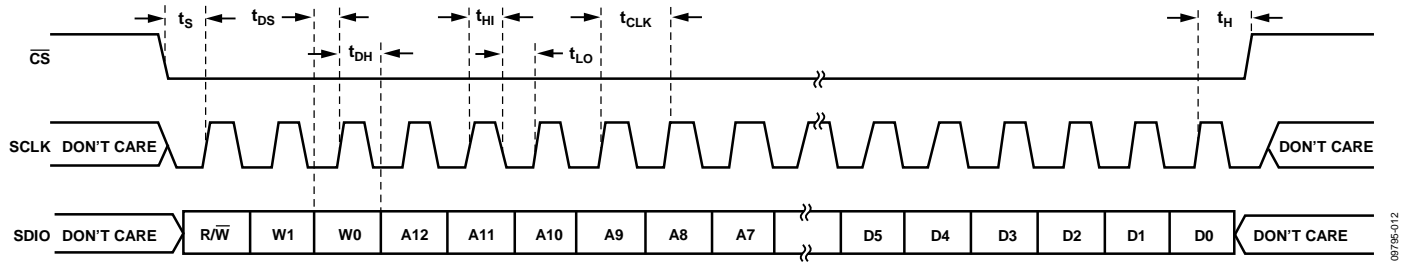 tS tDS tHI tCLK tH
tDH tLO
CS
SCLK DON'T CARE DON'T CARE
SDIO DON'T CARE R/W W1 W0 A12 A11 A10 A9 A8 A7 D5 D4 D3 D2 D1 D0 DON'T CARE
09795-012